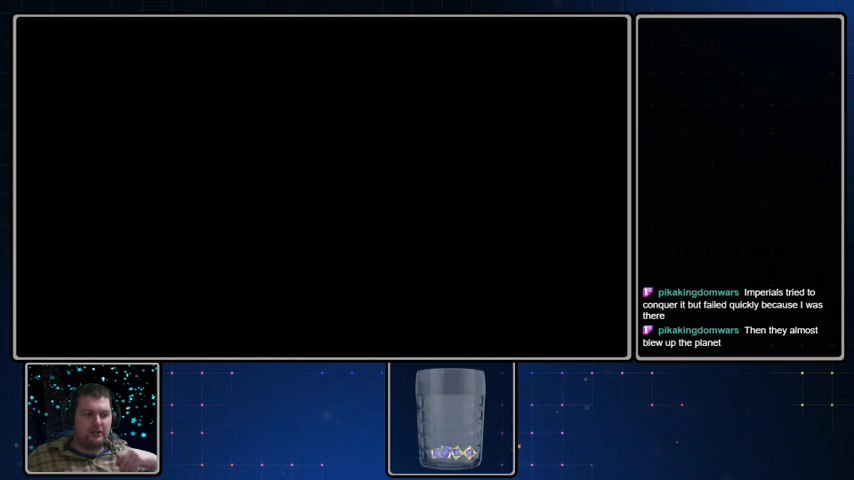 pikakingdomwars Imperials tried to
conquer it but failed quickly because I was
there
pikakingdomwars Then they almost
blew up the planet